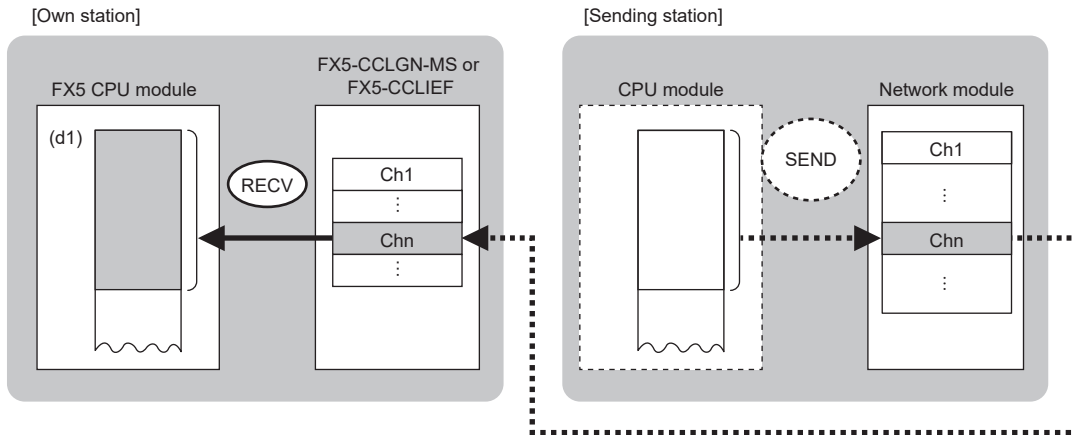 [Own station]
[Sending station]
FX5-CCLGN-MS or
FX5-CCLIEF
FX5 CPU module
CPU module
Network module
(d1)
RECV
Ch1
⋮
Chn
⋮
SEND
Ch1
⋮
Chn
⋮